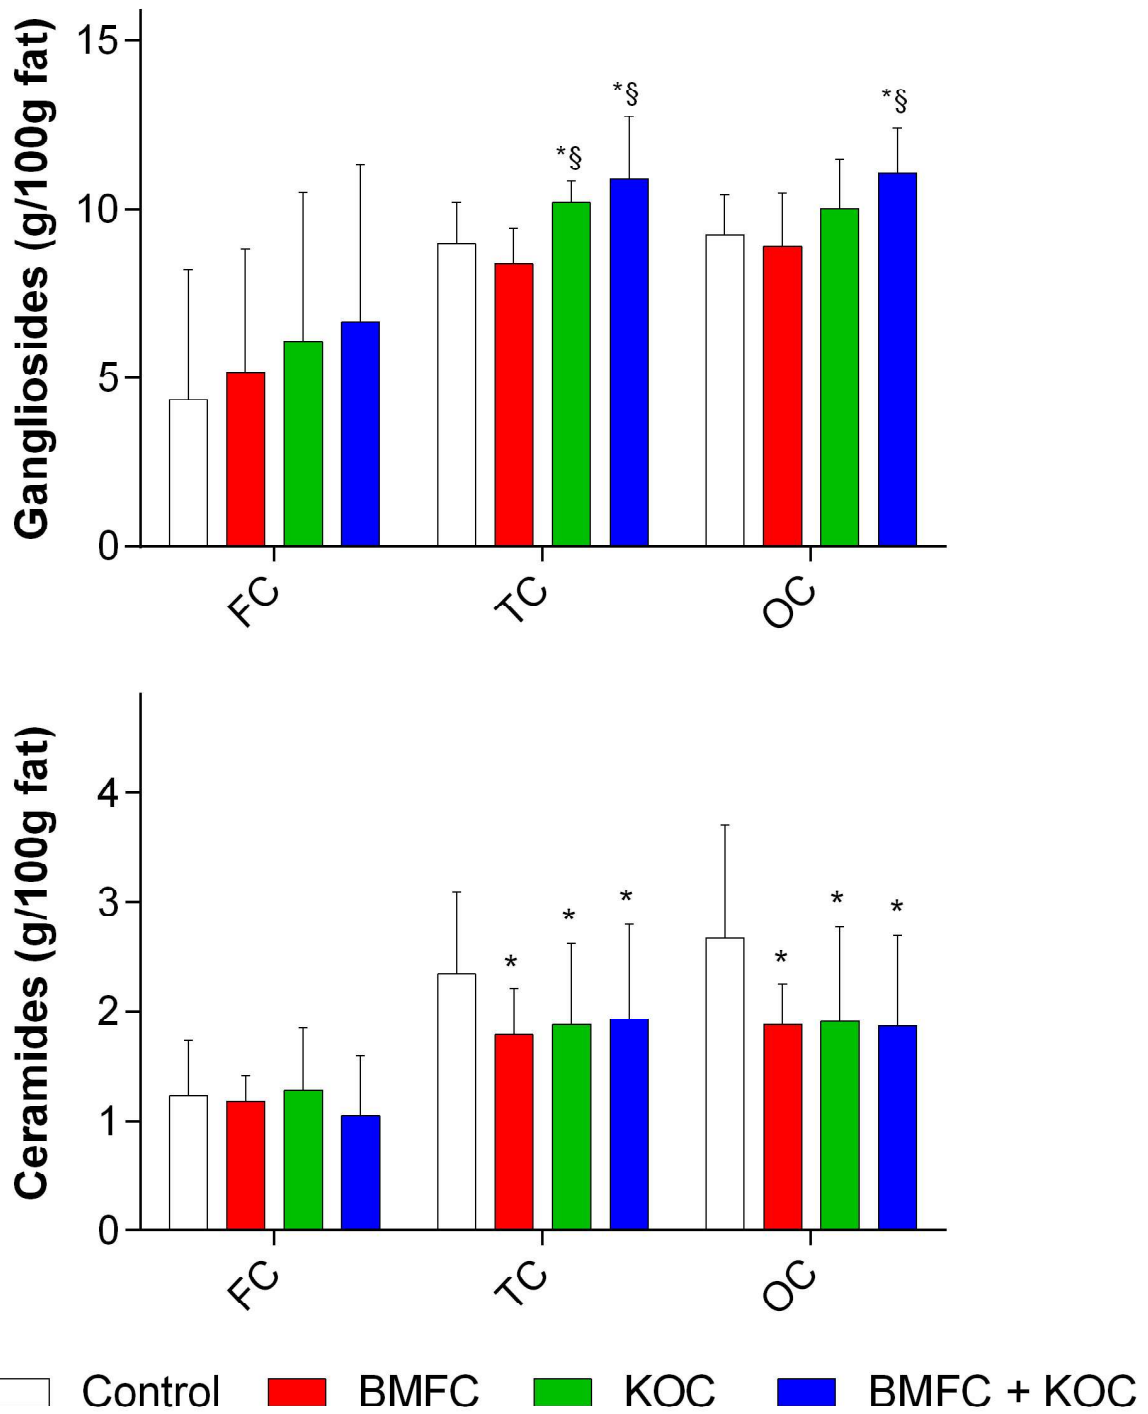 Gangliosides (g/100g fat)
15
10
5
0
*§
*§
*§
FC
TC
OC
Ceramides (g/100g fat)
4
3
2
1
0
*
*
*
*
*
*
FC
TC
OC
Control BMFC KOC BMFC + KOC